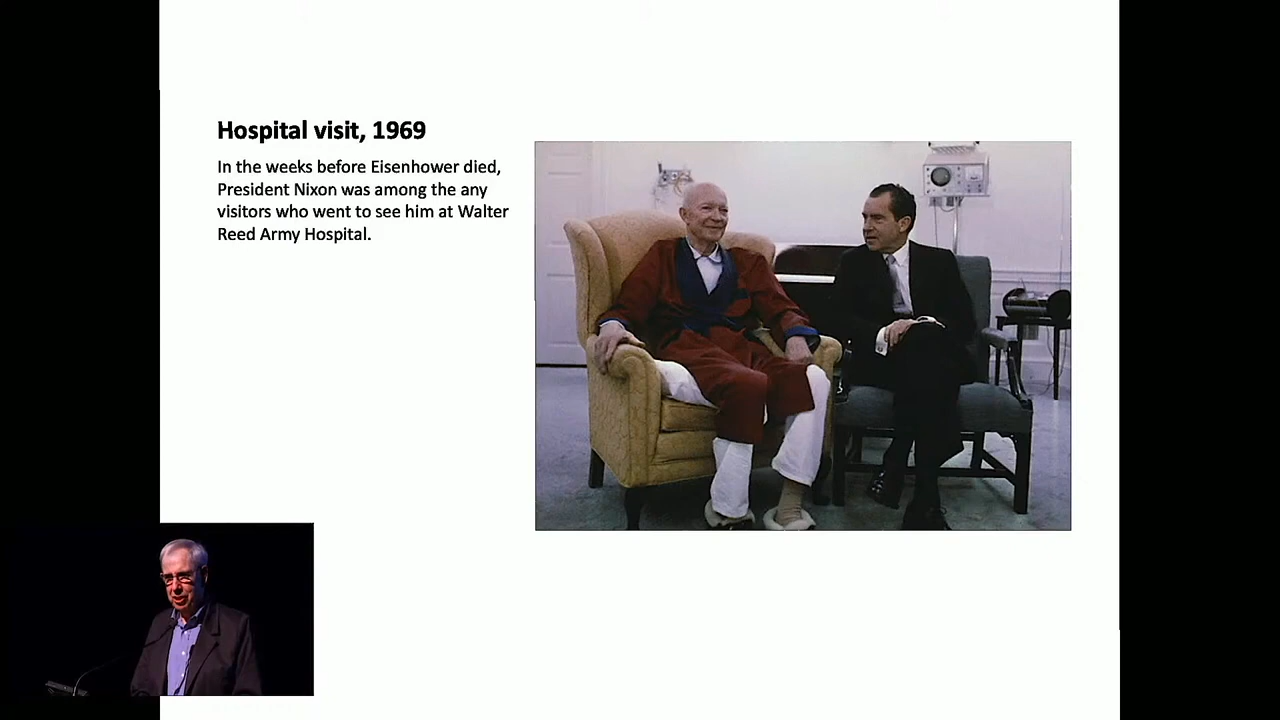 Hospital visit, 1969
In the weeks before Eisenhower died,
President Nixon was among the any
visitors who went to see him at Walter
Reed Army Hospital.